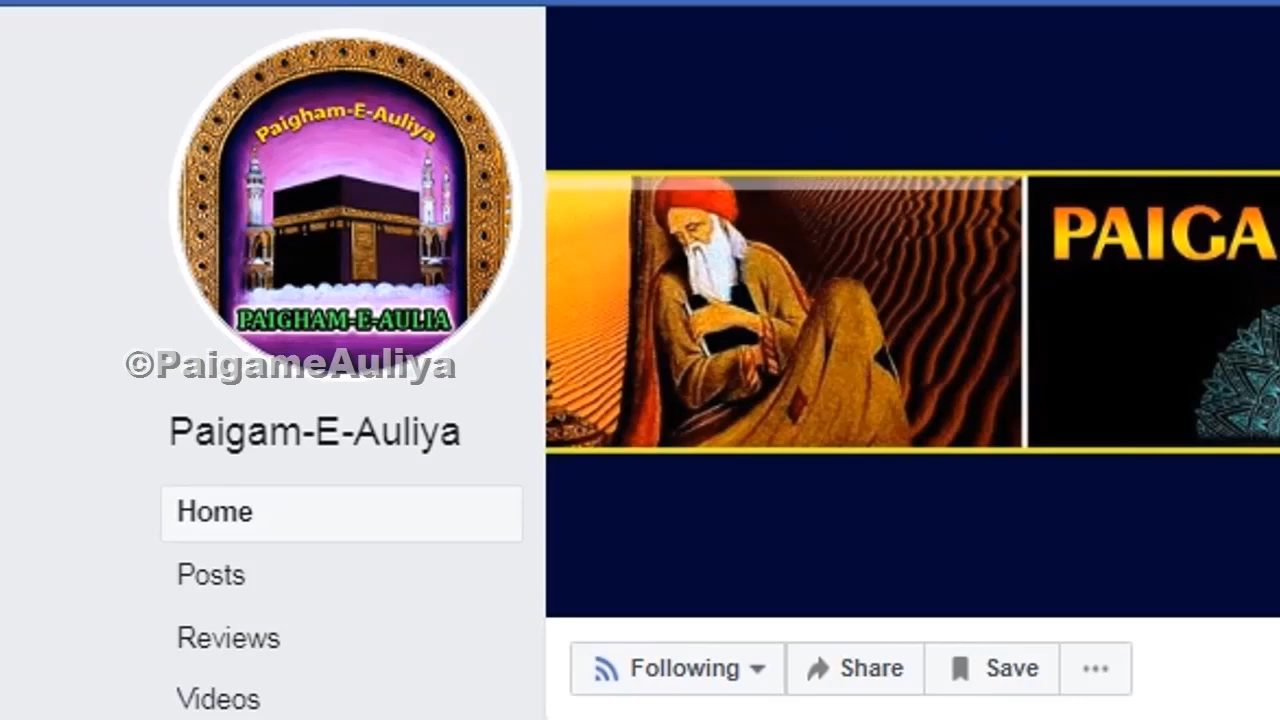 Paigham-E-Auliya
PAIGHAM-E-AULIA
©PaigameAuliya
Paigam-E-Auliya
Home
Posts
Reviews
Videos
PAIGA
Following
Share
Save